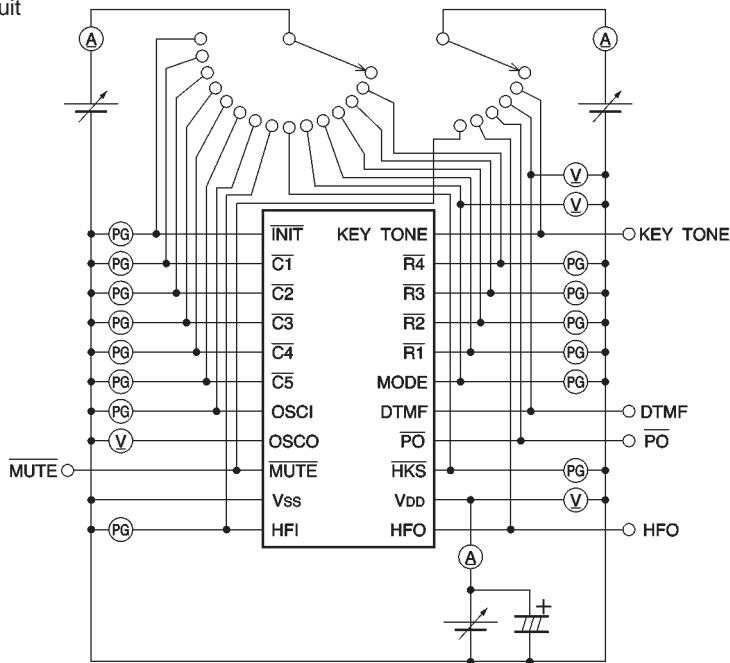 uit
A A
V
V
PG INIT KEY TONE KEY TONE
PG C1 R4 PG
PG C2 R3 PG
PG C3 R2 PG
PG C4 R1 PG
PG C5 MODE PG
PG OSCI DTMF DTMF
V OSCO PO PO
MUTE MUTE HKS PG
VSS VDD V
PG HFI HFO HFO
A
+